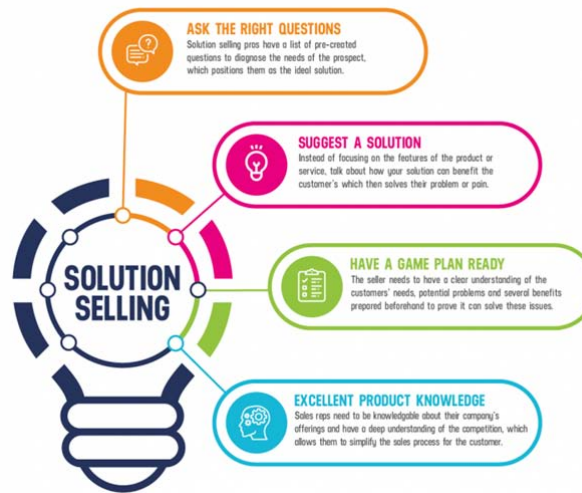 ASK THE RIGHT QUESTIONS
Solution selling pros have a list of pre-created
questions to diagnose the needs of the prospect,
which positions them as the ideal solution.
SUGGEST A SOLUTION
Instead of focusing on the features of the product or
service, talk about how your solution can benefit the
customer's which then solves their problem or pain.
SOLUTION
SELLING
HAVE A GAME PLAN READY
The seller needs to have a clear understanding of the
customers' needs, potential problems and several benefits
prepared beforehand to prove it can solve these issues.
EXCELLENT PRODUCT KNOWLEDGE
Sales reps need to be knowledgable about their company's
offerings and have a deep understanding of the competition, which
allows them to simplify the sales process for the customer.